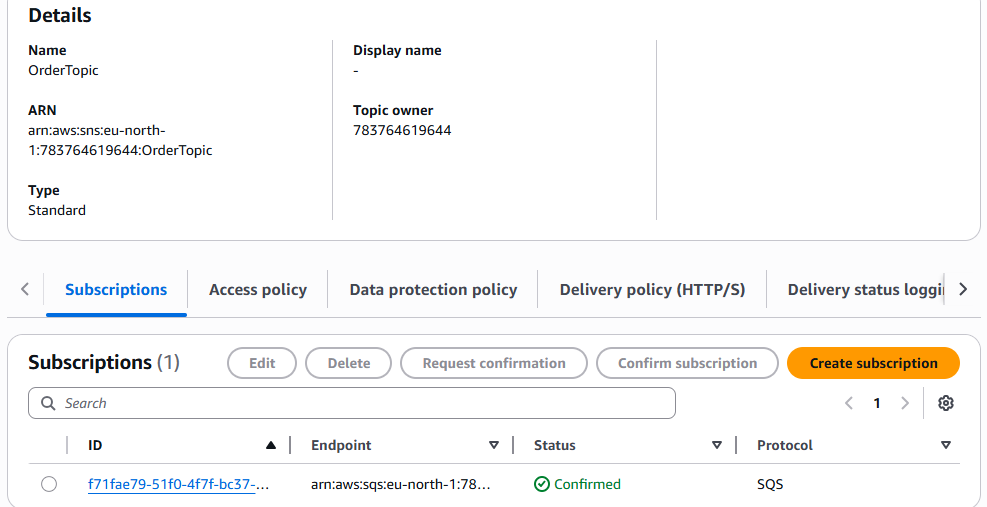 Details
Name
OrderTopic
Display name
-
ARN
arn:aws:sns:eu-north-
1:783764619644:OrderTopic
Topic owner
783764619644
Type
Standard
Subscriptions
Access policy
Data protection policy
Delivery policy (HTTP/S)
Delivery status loggi
Subscriptions (1)
Edit
Delete
Request confirmation
Confirm subscription
Create subscription
Search
1
ID
Endpoint
Status
Protocol
f71fae79-51f0-4f7f-bc37-...
arn:aws:sqs:eu-north-1:78...
Confirmed
SQS